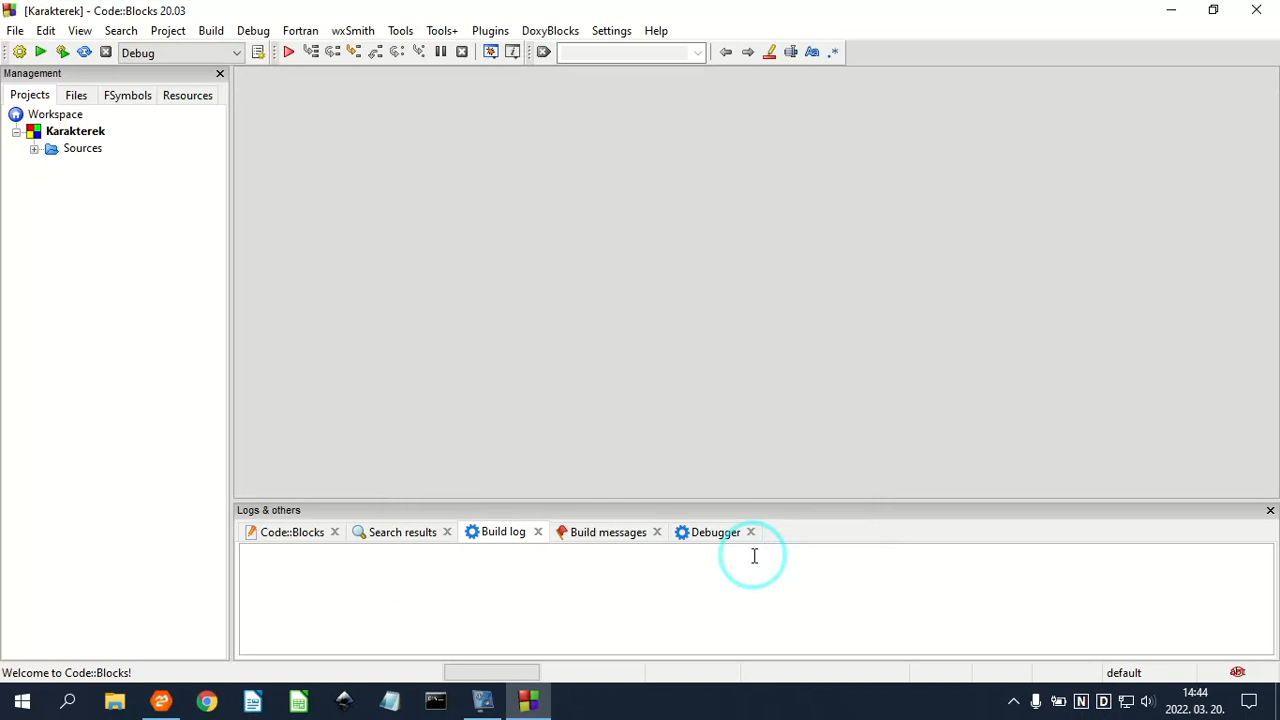 [Karakterek] - Code::Blocks 20.03
File Edit View Search Project Build Debug Fortran wxSmith Tools Tools+ Plugins DoxyBlocks Settings Help
Debug
Management
Projects Files FSymbols Resources
Workspace
Karakterek
Sources
Logs & others
Code::Blocks Search results Build log Build messages Debugger
Welcome to Code::Blocks!
default
abc
14:44
2022. 03. 20.